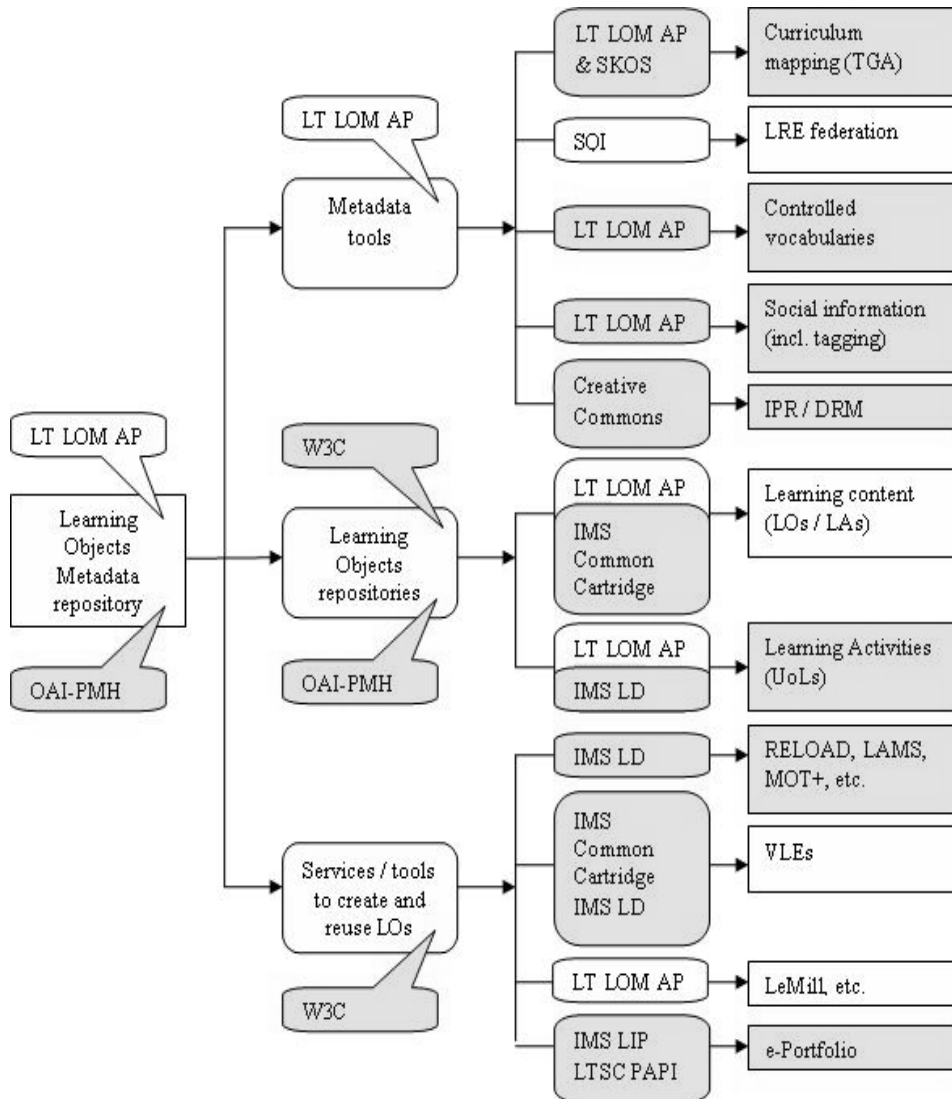 LT LOM AP
& SKOS
Curriculum
mapping (TGA)
LT LOM AP
SQI
LRE federation
Metadata
tools
LT LOM AP
Controlled
vocabularies
LT LOM AP
Social information
(incl. tagging)
Creative
Commons
IPR / DRM
LT LOM AP
W3C
LT LOM AP
Learning content
(LOs / LAs)
Learning
Objects
Metadata
repository
Learning
Objects
repositories
IMS
Common
Cartridge
OAI-PMH
OAI-PMH
LT LOM AP
IMS LD
Learning Activities
(UoLs)
IMS LD
RELOAD, LAMS,
MOT+, etc.
Services / tools
to create and
reuse LOs
IMS
Common
Cartridge
IMS LD
VLEs
W3C
LT LOM AP
LeMill, etc.
IMS LIP
LTSC PAPI
e-Portfolio